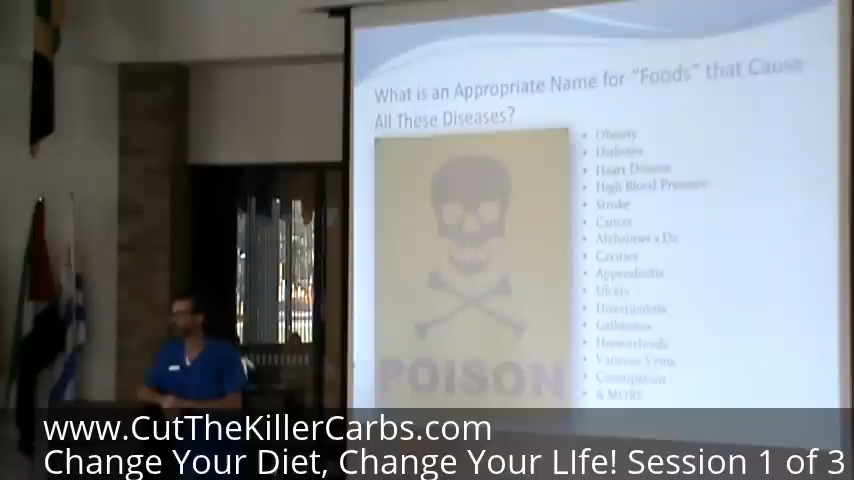 What is an Appropriate Name for "Foods" that Cause
All These Diseases?
• Obesity
• Diabetes
• Heart Disease
• High Blood Pressure
• Stroke
• Cancer
• Alzheimer's Dz
• Cavities
• Appendicitis
• Ulcers
• Diverticulitis
• Gallstones
• Hemorrhoids
• Varicose Veins
• Constipation
• & MORE
POISON
www.CutTheKillerCarbs.com
Change Your Diet, Change Your LIfe! Session 1 of 3